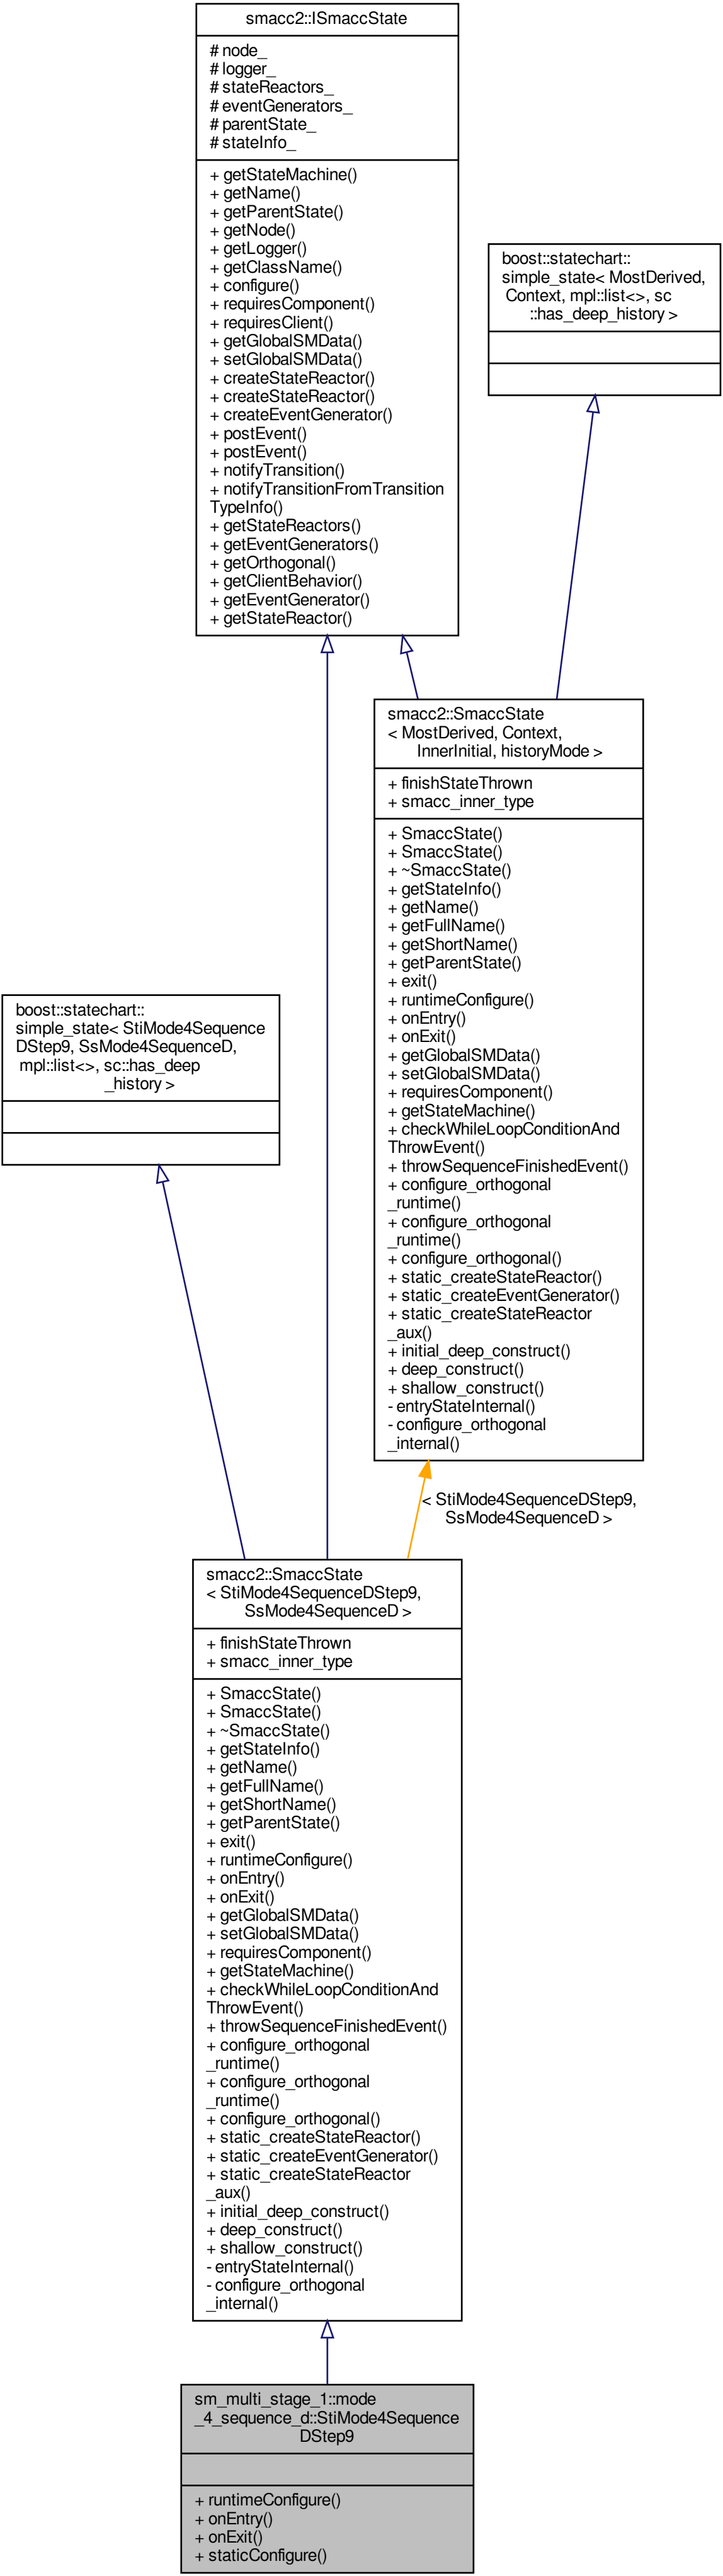 smacc2::ISmaccState
# node_
# logger_
# stateReactors_
# eventGenerators_
# parentState_
# stateInfo_
+ getStateMachine()
+ getName()
+ getParentState()
+ getNode()
+ getLogger()
+ getClassName()
+ configure()
+ requiresComponent()
+ requiresClient()
+ getGlobalSMData()
+ setGlobalSMData()
+ createStateReactor()
+ createStateReactor()
+ createEventGenerator()
+ postEvent()
+ postEvent()
+ notifyTransition()
+ notifyTransitionFromTransition
TypeInfo()
+ getStateReactors()
+ getEventGenerators()
+ getOrthogonal()
+ getClientBehavior()
+ getEventGenerator()
+ getStateReactor()
boost::statechart::
simple_state< MostDerived,
Context, mpl::list<>, sc
::has_deep_history >
smacc2::SmaccState
< MostDerived, Context,
InnerInitial, historyMode >
+ finishStateThrown
+ smacc_inner_type
+ SmaccState()
+ SmaccState()
+ ~SmaccState()
+ getStateInfo()
+ getName()
+ getFullName()
+ getShortName()
+ getParentState()
+ exit()
+ runtimeConfigure()
+ onEntry()
+ onExit()
+ getGlobalSMData()
+ setGlobalSMData()
+ requiresComponent()
+ getStateMachine()
+ checkWhileLoopConditionAnd
ThrowEvent()
+ throwSequenceFinishedEvent()
+ configure_orthogonal
_runtime()
+ configure_orthogonal
_runtime()
+ configure_orthogonal()
+ static_createStateReactor()
+ static_createEventGenerator()
+ static_createStateReactor
_aux()
+ initial_deep_construct()
+ deep_construct()
+ shallow_construct()
- entryStateInternal()
- configure_orthogonal
_internal()
boost::statechart::
simple_state< StiMode4Sequence
DStep9, SsMode4SequenceD,
mpl::list<>, sc::has_deep
_history >
< StiMode4SequenceDStep9,
SsMode4SequenceD >
smacc2::SmaccState
< StiMode4SequenceDStep9,
SsMode4SequenceD >
+ finishStateThrown
+ smacc_inner_type
+ SmaccState()
+ SmaccState()
+ ~SmaccState()
+ getStateInfo()
+ getName()
+ getFullName()
+ getShortName()
+ getParentState()
+ exit()
+ runtimeConfigure()
+ onEntry()
+ onExit()
+ getGlobalSMData()
+ setGlobalSMData()
+ requiresComponent()
+ getStateMachine()
+ checkWhileLoopConditionAnd
ThrowEvent()
+ throwSequenceFinishedEvent()
+ configure_orthogonal
_runtime()
+ configure_orthogonal
_runtime()
+ configure_orthogonal()
+ static_createStateReactor()
+ static_createEventGenerator()
+ static_createStateReactor
_aux()
+ initial_deep_construct()
+ deep_construct()
+ shallow_construct()
- entryStateInternal()
- configure_orthogonal
_internal()
sm_multi_stage_1::mode
_4_sequence_d::StiMode4Sequence
DStep9
+ runtimeConfigure()
+ onEntry()
+ onExit()
+ staticConfigure()